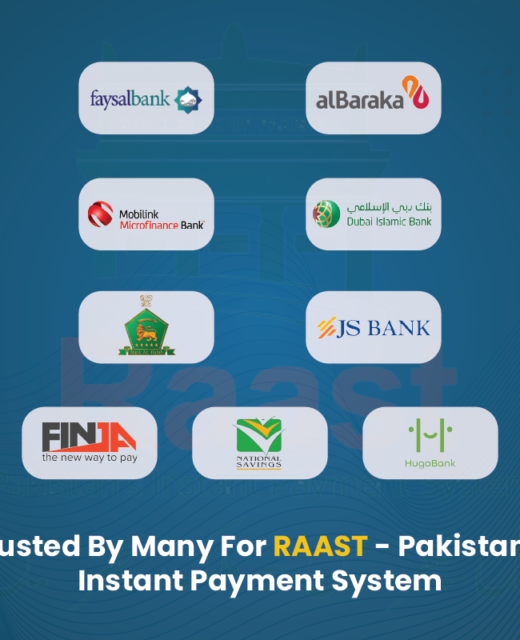 faysalbank
alBaraka
Mobilink
Microfinance Bank
بنك دبي الإسلامي
Dubai Islamic Bank
JS BANK
FINJA
the new way to pay
NATIONAL
SAVINGS
HugoBank
Raast
usted By Many For RAAST - Pakistan
Instant Payment System